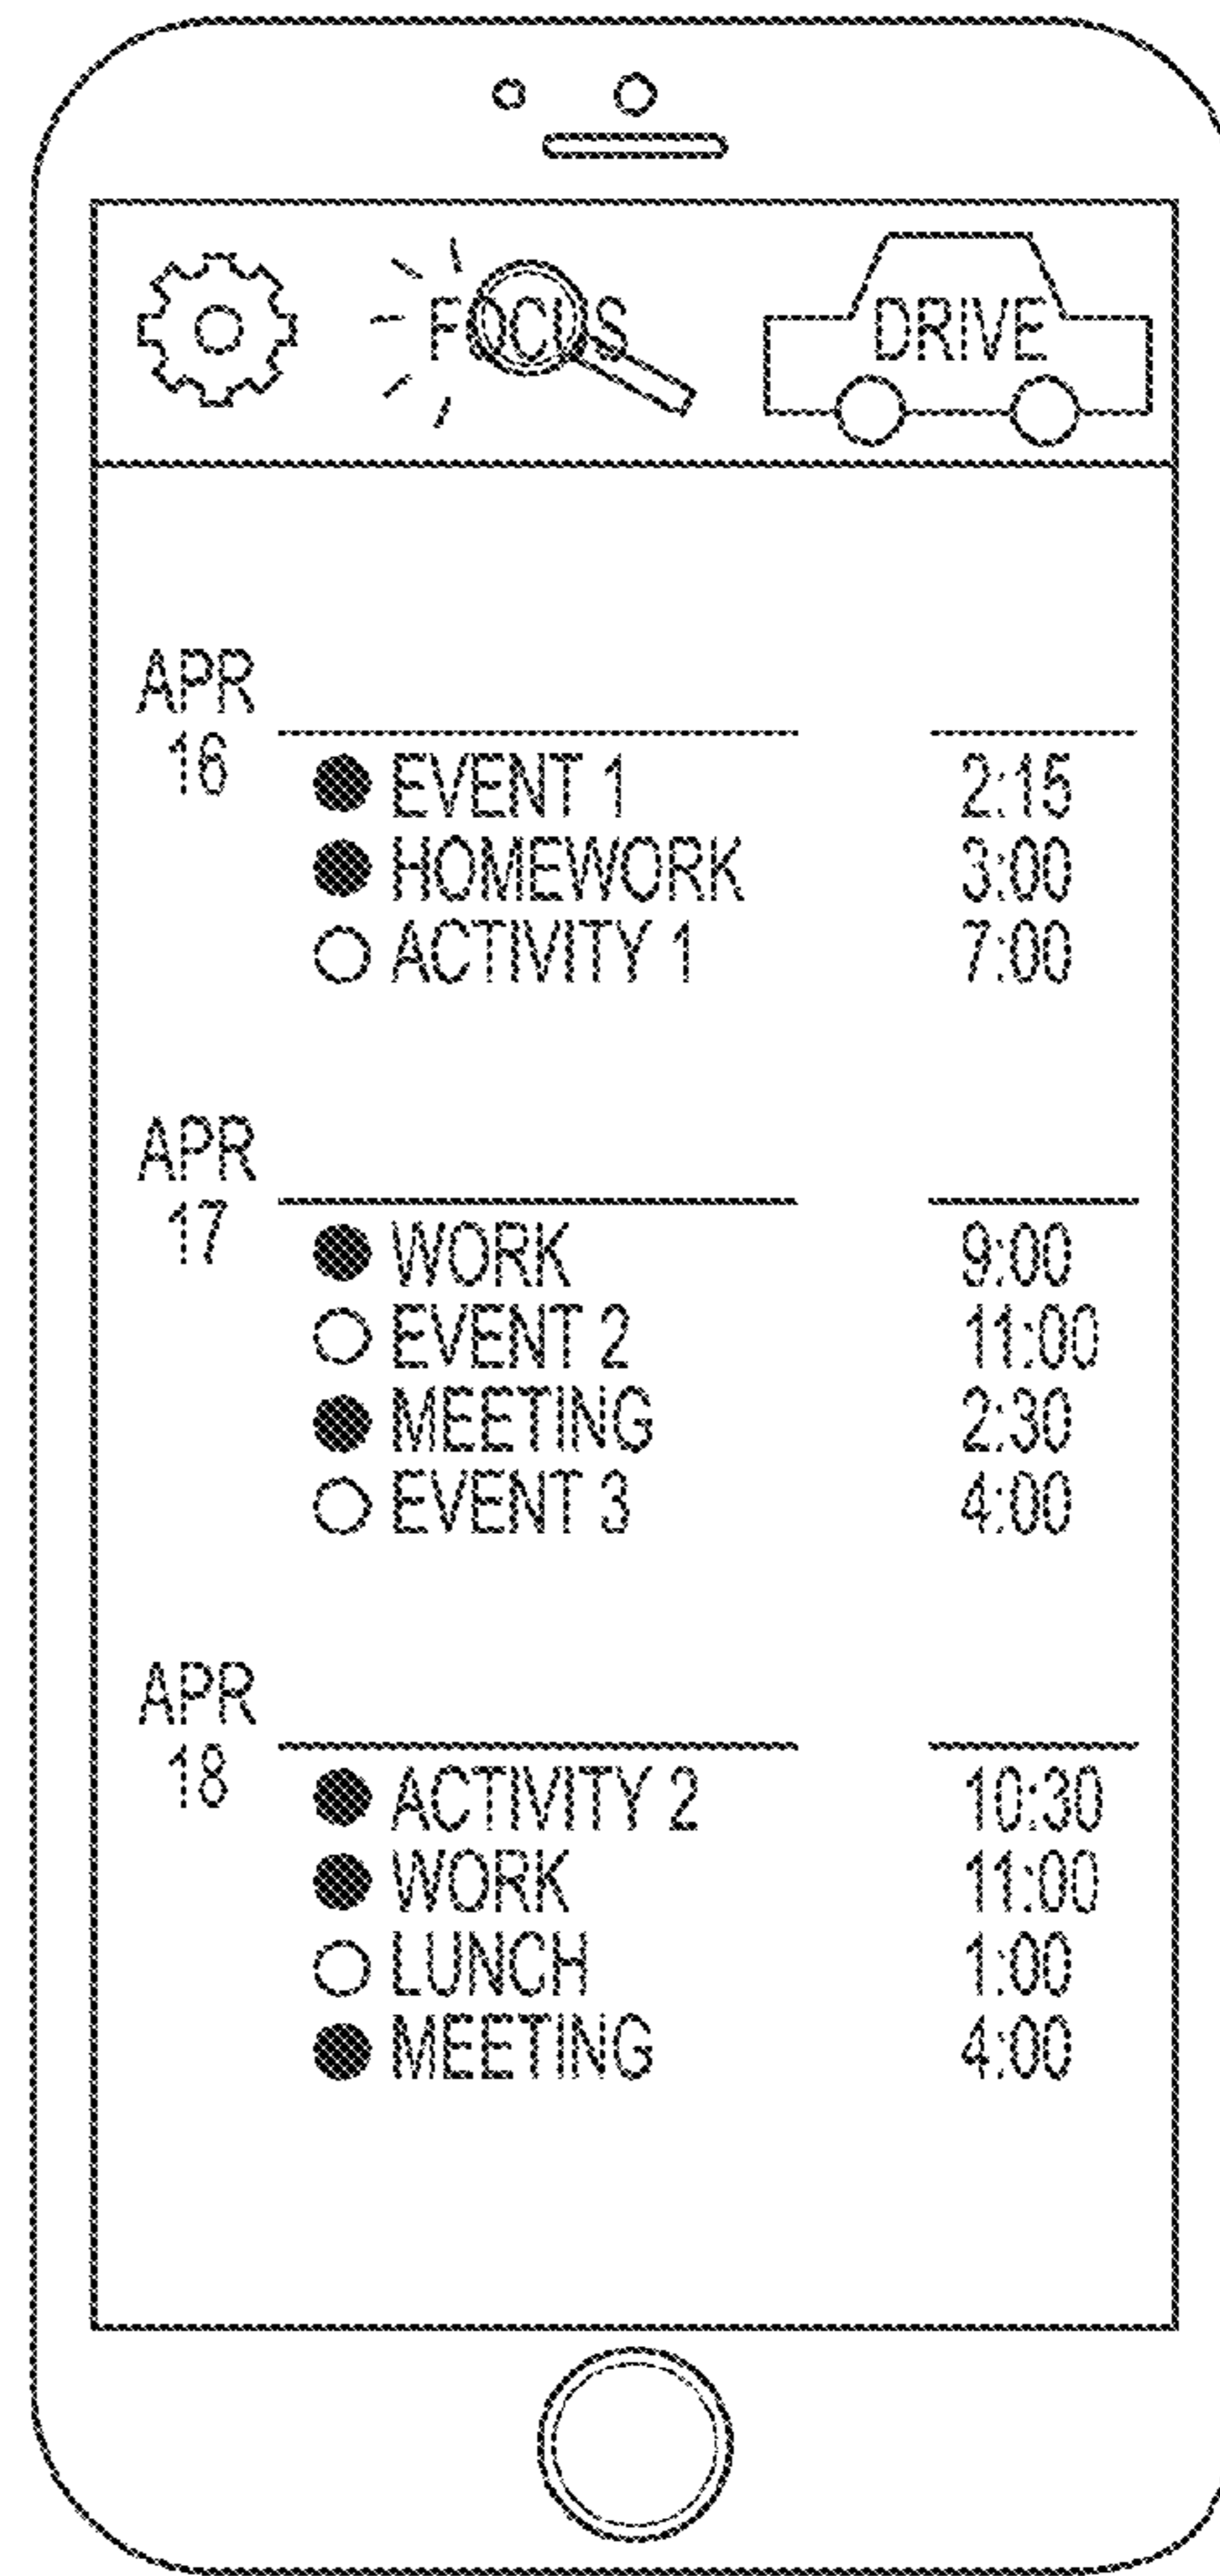 FOCUS DRIVE
APR
16
EVENT 1 2:15
HOMEWORK 3:00
ACTIVITY 1 7:00
APR
17
WORK 9:00
EVENT 2 11:00
MEETING 2:30
EVENT 3 4:00
APR
18
ACTIVITY 2 10:30
WORK 11:00
LUNCH 1:00
MEETING 4:00